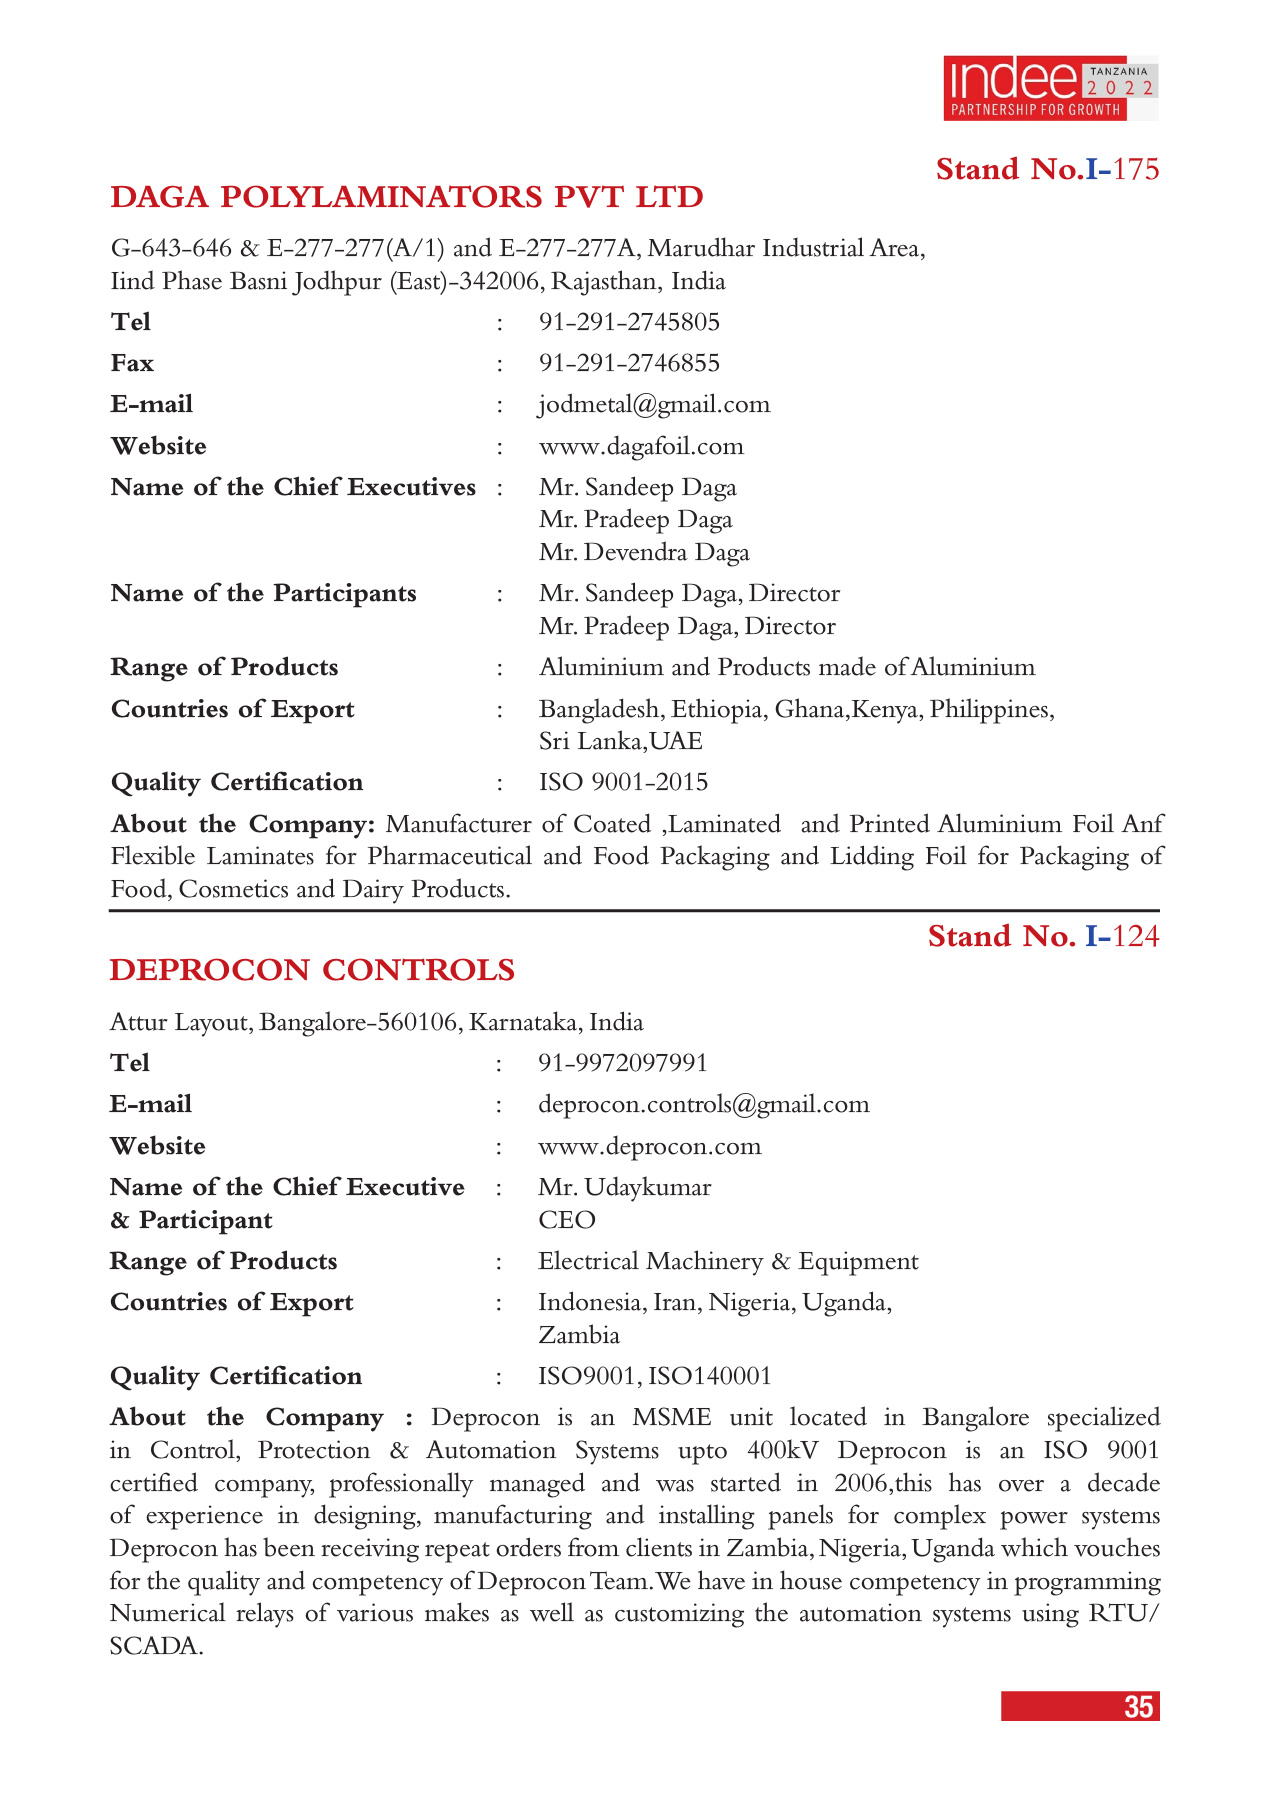 Indee TANZANIA
2022
PARTNERSHIP FOR GROWTH
Stand No.I-175
DAGA POLYLAMINATORS PVT LTD
G-643-646 & E-277-277(A/1) and E-277-277A, Marudhar Industrial Area,
Iind Phase Basni Jodhpur (East)-342006, Rajasthan, India
Tel : 91-291-2745805
Fax : 91-291-2746855
E-mail : jodmetal@gmail.com
Website : www.dagafoil.com
Name of the Chief Executives : Mr. Sandeep Daga
Mr. Pradeep Daga
Mr. Devendra Daga
Name of the Participants : Mr. Sandeep Daga, Director
Mr. Pradeep Daga, Director
Range of Products : Aluminium and Products made of Aluminium
Countries of Export : Bangladesh, Ethiopia, Ghana,Kenya, Philippines,
Sri Lanka,UAE
Quality Certification : ISO 9001-2015
About the Company: Manufacturer of Coated ,Laminated and Printed Aluminium Foil Anf
Flexible Laminates for Pharmaceutical and Food Packaging and Lidding Foil for Packaging of
Food, Cosmetics and Dairy Products.
Stand No. I-124
DEPROCON CONTROLS
Attur Layout, Bangalore-560106, Karnataka, India
Tel : 91-9972097991
E-mail : deprocon.controls@gmail.com
Website : www.deprocon.com
Name of the Chief Executive : Mr. Udaykumar
& Participant CEO
Range of Products : Electrical Machinery & Equipment
Countries of Export : Indonesia, Iran, Nigeria, Uganda,
Zambia
Quality Certification : ISO9001, ISO140001
About the Company : Deprocon is an MSME unit located in Bangalore specialized
in Control, Protection & Automation Systems upto 400kV Deprocon is an ISO 9001
certified company, professionally managed and was started in 2006,this has over a decade
of experience in designing, manufacturing and installing panels for complex power systems
Deprocon has been receiving repeat orders from clients in Zambia, Nigeria, Uganda which vouches
for the quality and competency of Deprocon Team. We have in house competency in programming
Numerical relays of various makes as well as customizing the automation systems using RTU/
SCADA.
35